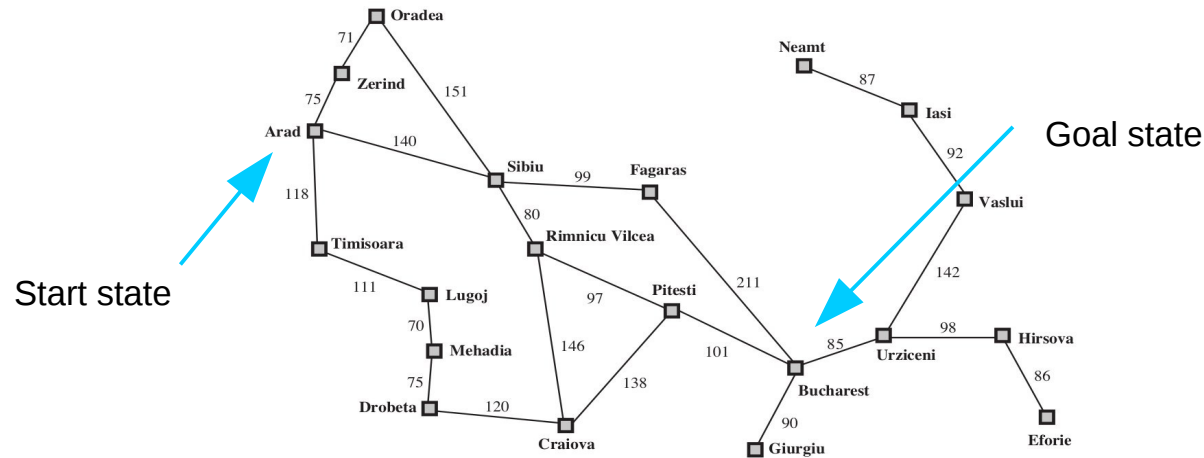 Oradea
71
Neamt
Zerind
87
75
151
Iasi
Arad
140
92
Goal state
Sibiu
99
Fagaras
118
Vaslui
80
Timisoara
Rimnicu Vilcea
142
Start state
111
Lugoj
97
Pitesti
211
70
98
Hirsova
Mehadia
146
101
85
Urziceni
75
138
86
Bucharest
Drobeta
120
90
Craiova
Giurgiu
Eforie